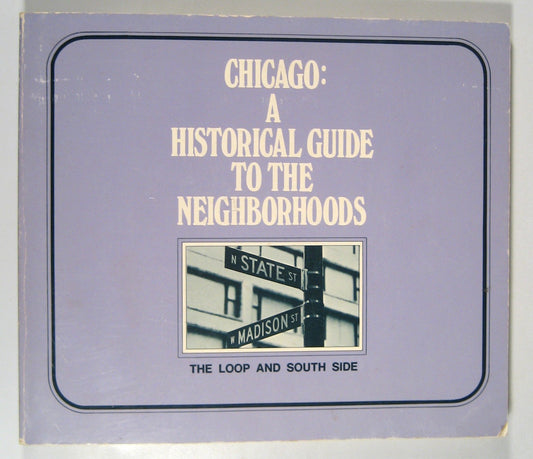 CHICAGO:
A
HISTORICAL GUIDE
TO THE
NEIGHBORHOODS
N STATE ST
W MADISON ST
THE LOOP AND SOUTH SIDE